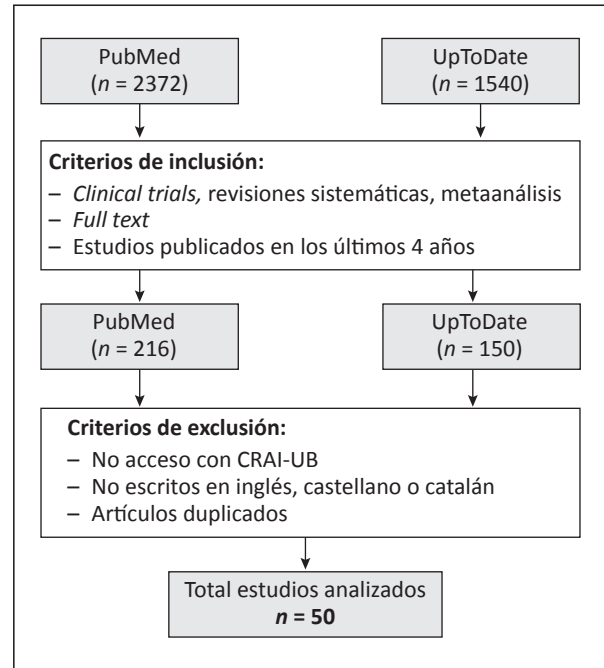 PubMed
(n = 2372)
UpToDate
(n = 1540)
Criterios de inclusión:
– Clinical trials, revisiones sistemáticas, metaanálisis
– Full text
– Estudios publicados en los últimos 4 años
PubMed
(n = 216)
UpToDate
(n = 150)
Criterios de exclusión:
– No acceso con CRAI-UB
– No escritos en inglés, castellano o catalán
– Artículos duplicados
Total estudios analizados
n = 50